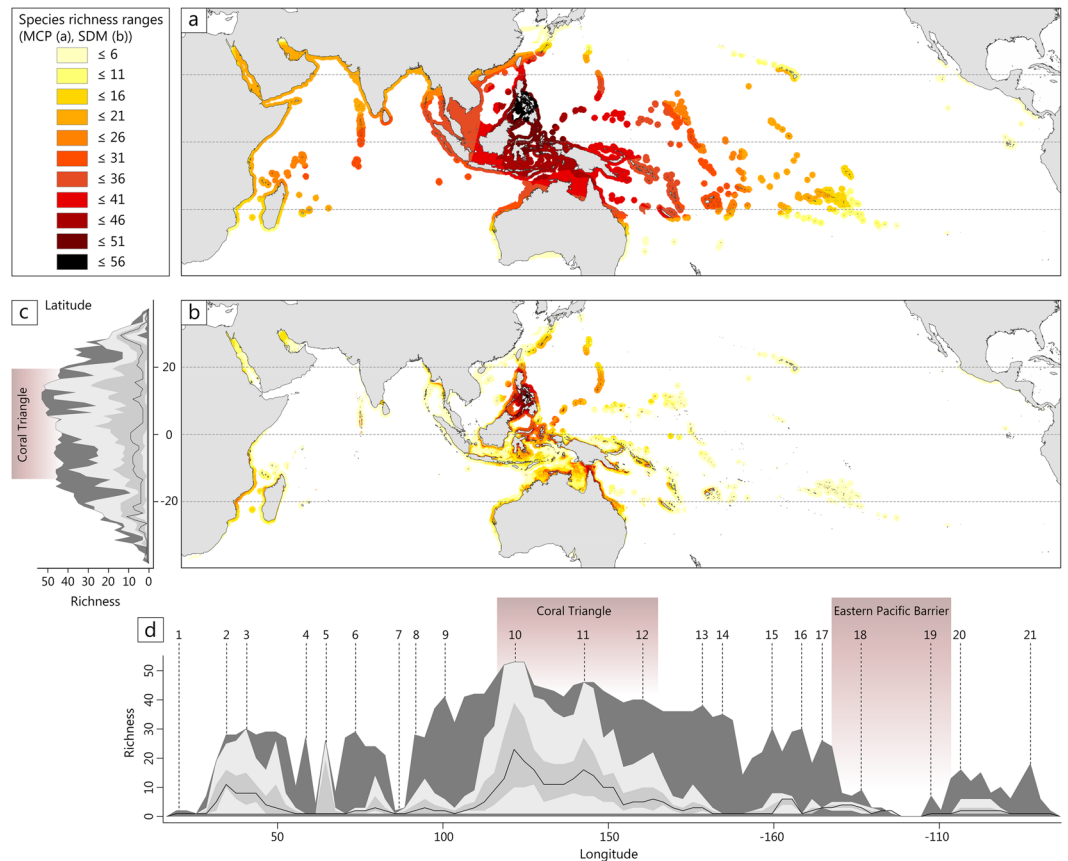 Species richness ranges
(MCP (a), SDM (b))
≤ 6
≤ 11
≤ 16
≤ 21
≤ 26
≤ 31
≤ 36
≤ 41
≤ 46
≤ 51
≤ 56
a
c
Latitude
20
0
-20
Coral Triangle
50 40 30 20 10 0
Richness
b
d
Coral Triangle
Eastern Pacific Barrier
1 2 3 4 5 6 7 8 9 10 11 12 13 14 15 16 17 18 19 20 21
50
40
30
20
10
0
Richness
50 100 150 -160 -110
Longitude